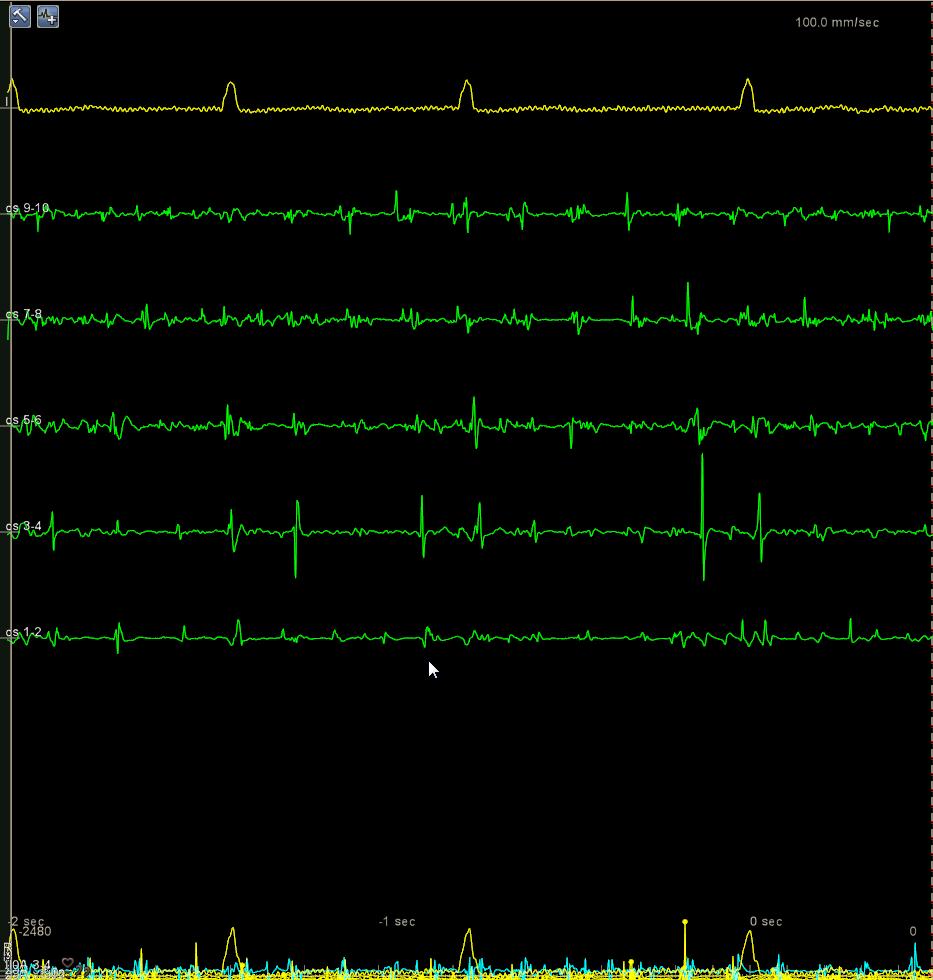 100.0 mm/sec
I
cs 9-10
cs 7-8
cs 5-6
cs 3-4
cs 1-2
-2 sec
-1 sec
0 sec
-2480
0